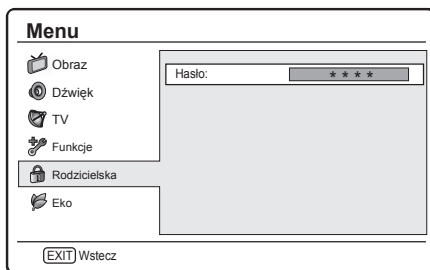 Menu
Obraz
Hasło: * * * *
Dźwięk
TV
Funkcje
Rodzicielska
Eko
EXIT Wstecz